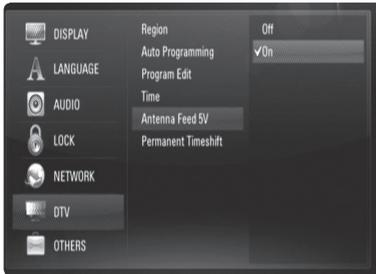 DISPLAY
LANGUAGE
AUDIO
LOCK
NETWORK
DTV
OTHERS
Region
Auto Programming
Program Edit
Time
Antenna Feed 5V
Permanent Timeshift
Off
✓On